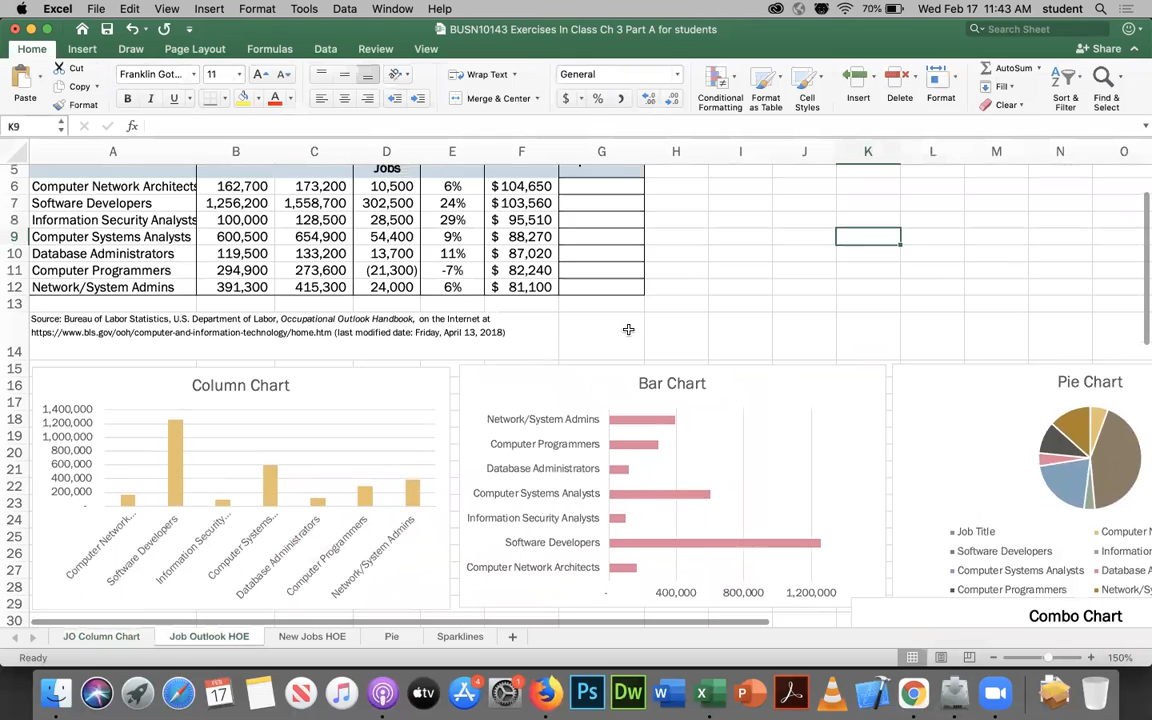 Excel File Edit View Insert Format Tools Data Window Help 70% Wed Feb 17 11:43 AM student
BUSN10143 Exercises In Class Ch 3 Part A for students
Search Sheet
Home Insert Draw Page Layout Formulas Data Review View Share
Paste Cut Copy Format
Franklin Got... 11 A A
B I U A
Wrap Text
Merge & Center
General
$ %
Conditional Formatting
Format as Table
Cell Styles
Insert Delete Format
AutoSum Fill Clear
Sort & Filter
Find & Select
K9 fx
A B C D E F G H I J K L M N O
5 Jobs
6 Computer Network Architects 162,700 173,200 10,500 6% $104,650
7 Software Developers 1,256,200 1,558,700 302,500 24% $103,560
8 Information Security Analysts 100,000 128,500 28,500 29% $ 95,510
9 Computer Systems Analysts 600,500 654,900 54,400 9% $ 88,270
10 Database Administrators 119,500 133,200 13,700 11% $ 87,020
11 Computer Programmers 294,900 273,600 (21,300) -7% $ 82,240
12 Network/System Admins 391,300 415,300 24,000 6% $ 81,100
13
Source: Bureau of Labor Statistics, U.S. Department of Labor, Occupational Outlook Handbook, on the Internet at
https://www.bls.gov/ooh/computer-and-information-technology/home.htm (last modified date: Friday, April 13, 2018)
14
15
16
17
18
19
20
21
22
23
24
25
26
27
28
29
30
Column Chart
1,400,000
1,200,000
1,000,000
800,000
600,000
400,000
200,000
-
Computer Network...
Software Developers
Information Security...
Computer Systems...
Database Administrators
Computer Programmers
Network/System Admins
Bar Chart
Network/System Admins
Computer Programmers
Database Administrators
Computer Systems Analysts
Information Security Analysts
Software Developers
Computer Network Architects
- 400,000 800,000 1,200,000
Pie Chart
Job Title Computer N
Software Developers Information
Computer Systems Analysts Database A
Computer Programmers Network/Sy
Combo Chart
JO Column Chart Job Outlook HOE New Jobs HOE Pie Sparklines +
Ready 150%
FEB 17 tv 4 1 Ps Dw W X P